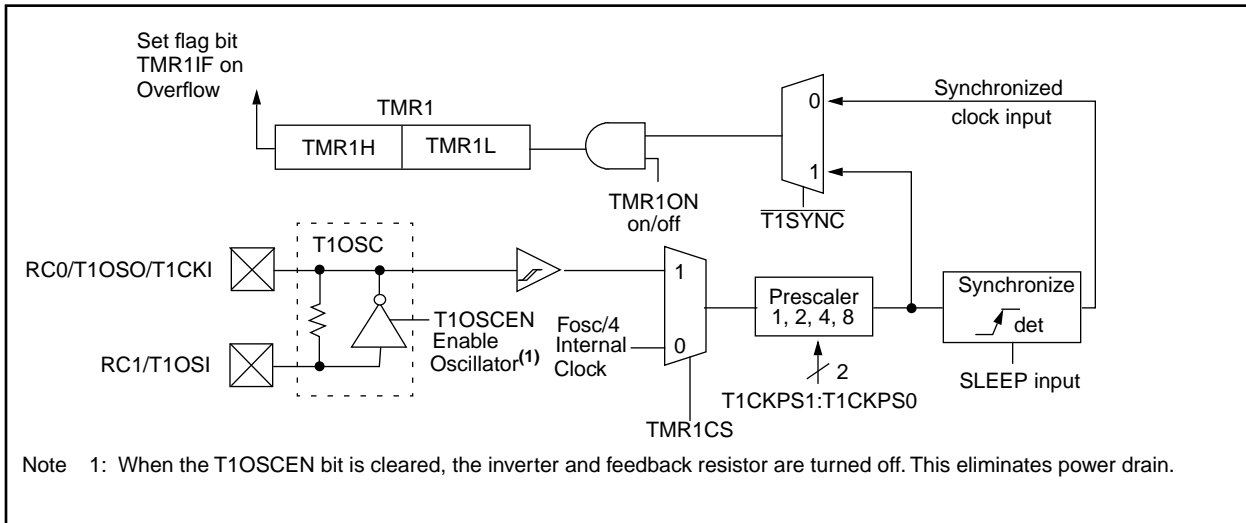 Set flag bit
TMR1IF on
Overflow
TMR1
TMR1H
TMR1L
TMR1ON
on/off
0
1
T1SYNC
Synchronized
clock input
RC0/T1OSO/T1CKI
RC1/T1OSI
T1OSC
T1OSCEN
Enable
Oscillator(1)
Fosc/4
Internal
Clock
1
0
TMR1CS
Prescaler
1, 2, 4, 8
2
T1CKPS1:T1CKPS0
Synchronize
det
SLEEP input
Note 1: When the T1OSCEN bit is cleared, the inverter and feedback resistor are turned off. This eliminates power drain.